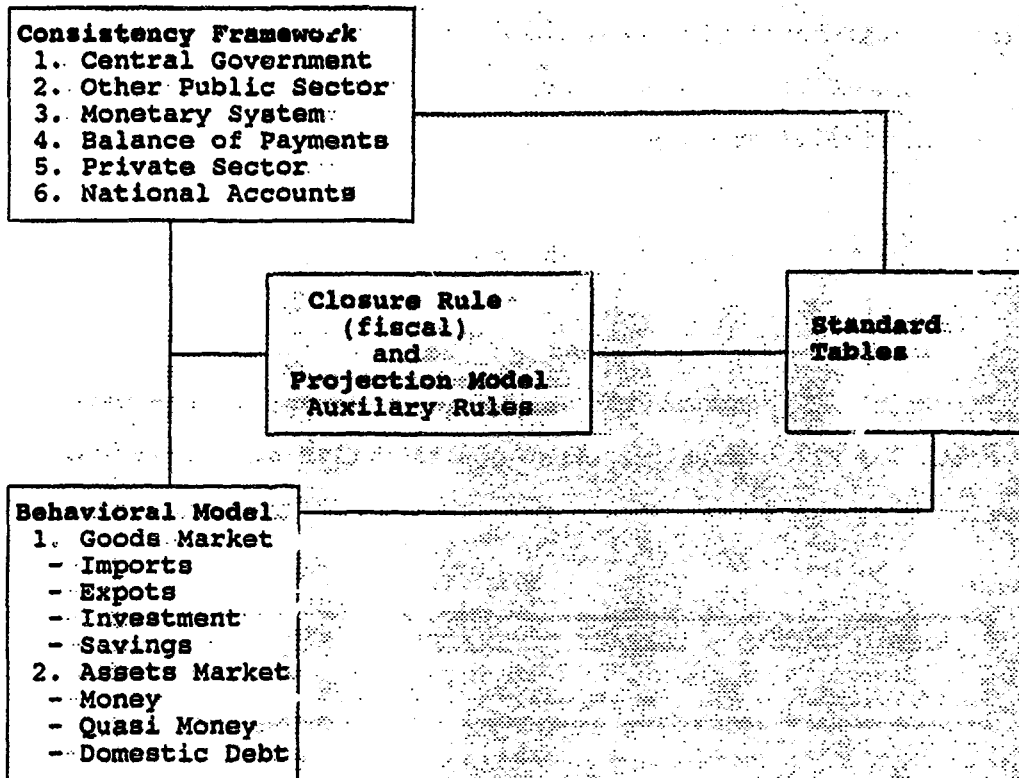 Consistency Framework
1. Central Government
2. Other Public Sector
3. Monetary System
4. Balance of Payments
5. Private Sector
6. National Accounts
Closure Rule
(fiscal)
and
Projection Model
Auxilary Rules
Standard
Tables
Behavioral Model
1. Goods Market
- Imports
- Expots
- Investment
- Savings
2. Assets Market
- Money
- Quasi Money
- Domestic Debt